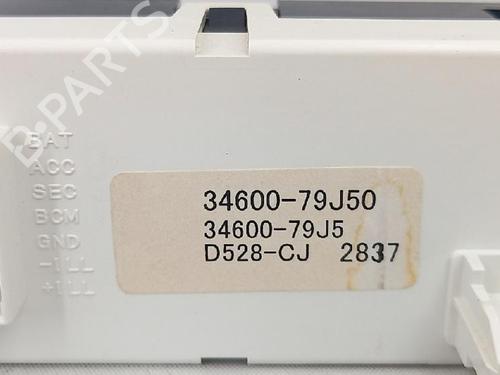 B-PARTS
BAT
ACC
SEC
BCM
GND
-ILL
+ILL
34600-79J50
34600-79J5
D528-CJ 2837